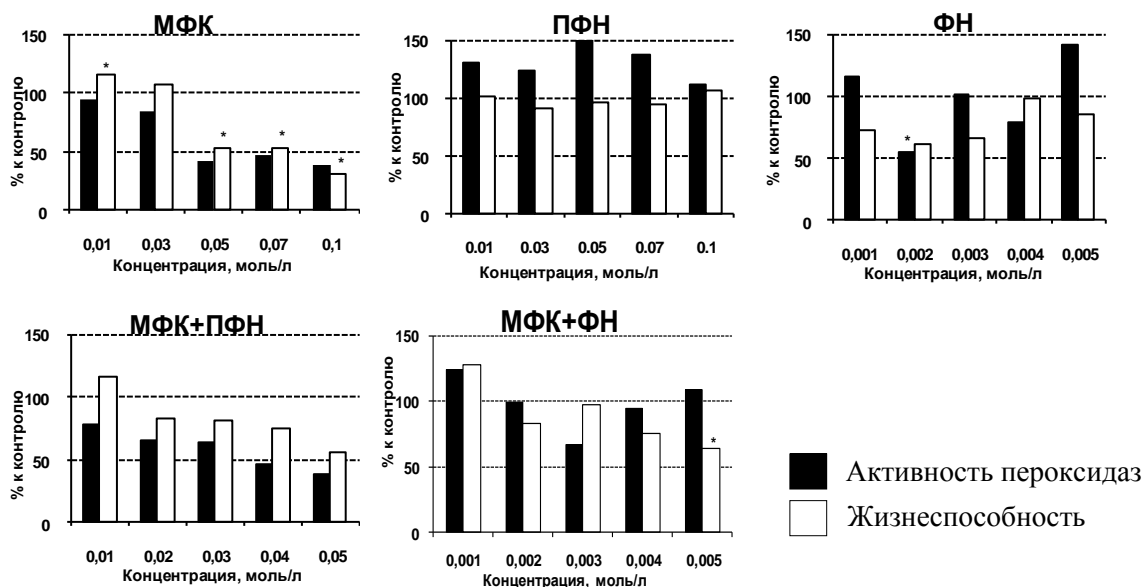 МФК
% к контролю
150
100
50
0
*
*
*
*
0,01 0,03 0,05 0,07 0,1
Концентрация, моль/л
ПФН
% к контролю
150
100
50
0
0.01 0.03 0.05 0.07 0.1
Концентрация, моль/л
ФН
% к контролю
150
100
50
0
*
0,001 0,002 0,003 0,004 0,005
Концентрация, моль/л
МФК+ПФН
% к контролю
150
100
50
0
0,01 0,02 0,03 0,04 0,05
Концентрация, моль/л
МФК+ФН
% к контролю
150
100
50
0
*
0,001 0,002 0,003 0,004 0,005
Концентрация, моль/л
Активность пероксидаз
Жизнеспособность